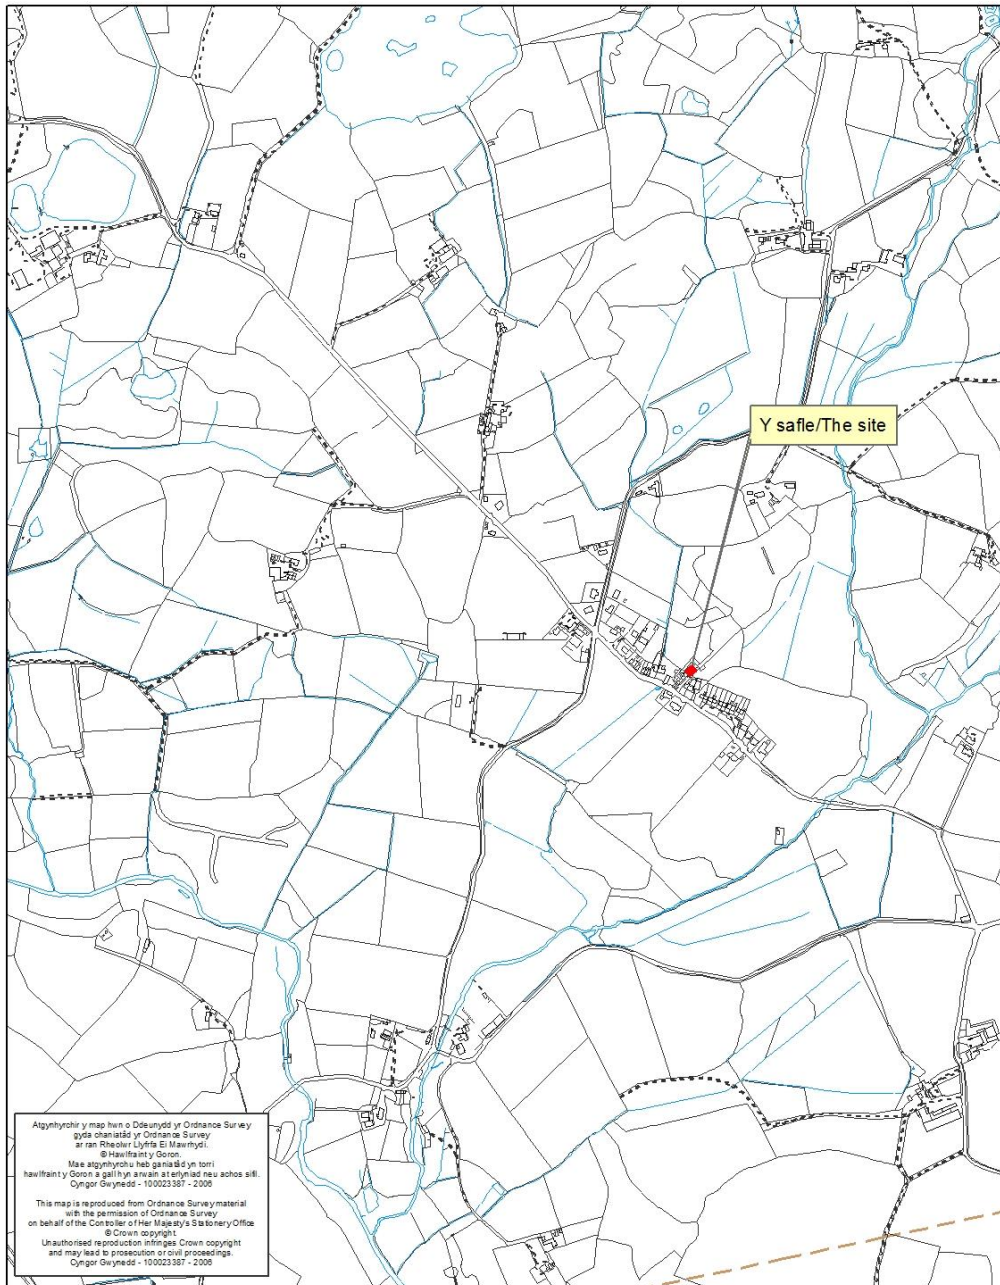 Y safle/The site
Atgynhyrchir y map hwn o Ddeunydd yr Ordnance Survey
gyda chaniatâd yr Ordnance Survey
ar ran Rheolwr Llyfrfa Ei Mawrhydi.
© Hawlfraint y Goron.
Mae atgynhyrchu heb ganiatâd yn torri
hawlfraint y Goron a gall hyn arwain at erlyniad neu achos sifil.
Cyngor Gwynedd - 100023387 - 2006
This map is reproduced from Ordnance Survey material
with the permission of Ordnance Survey
on behalf of the Controller of Her Majesty's Stationery Office
© Crown copyright.
Unauthorised reproduction infringes Crown copyright
and may lead to prosecution or civil proceedings.
Cyngor Gwynedd - 100023387 - 2006